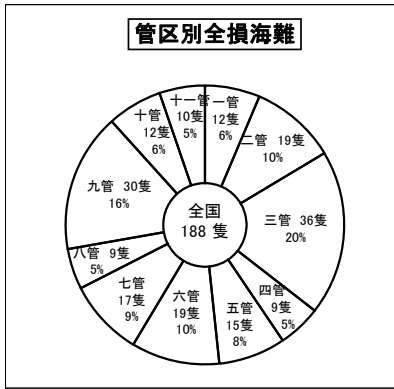 管区別全損海難
十一管
10隻
5%
一管
12隻
6%
二管 19隻
10%
三管 36隻
20%
四管
9隻
5%
五管
15隻
8%
六管
19隻
10%
七管
17隻
9%
八管 9隻
5%
九管 30隻
16%
十管
12隻
6%
全国
188 隻